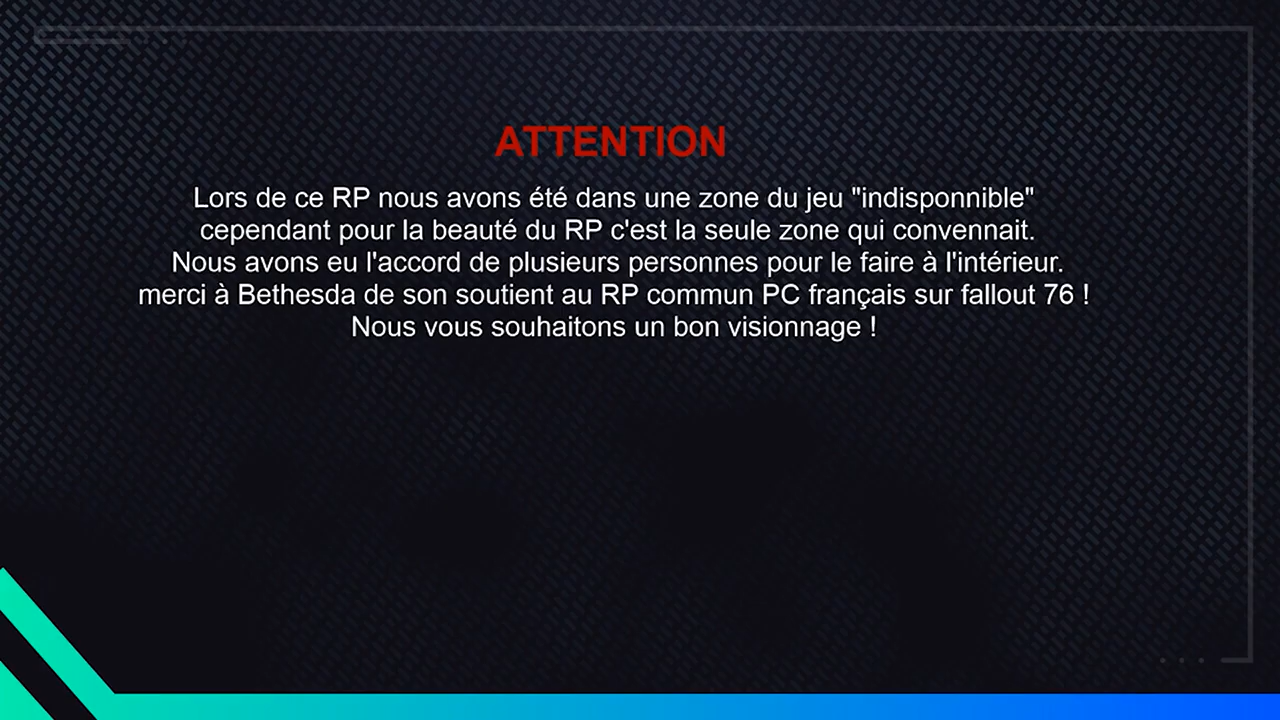 ATTENTION
Lors de ce RP nous avons été dans une zone du jeu "indisponnible"
cependant pour la beauté du RP c'est la seule zone qui convennait.
Nous avons eu l'accord de plusieurs personnes pour le faire à l'intérieur.
merci à Bethesda de son soutient au RP commun PC français sur fallout 76 !
Nous vous souhaitons un bon visionnage !